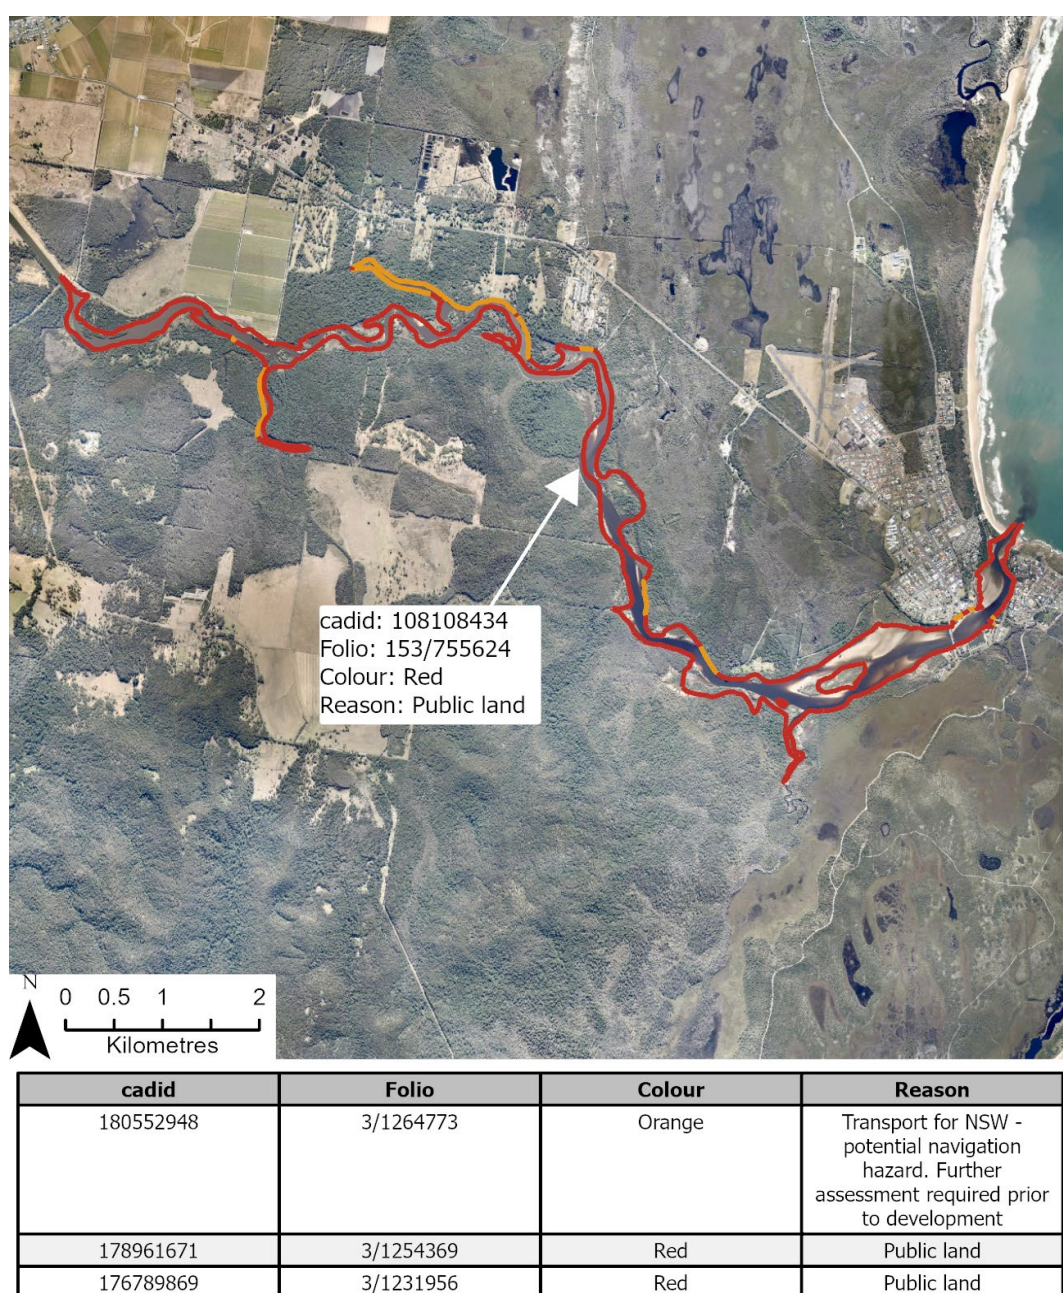 cadid: 108108434
Folio: 153/755624
Colour: Red
Reason: Public land
N
0 0.5 1 2
Kilometres
cadid Folio Colour Reason
180552948 3/1264773 Orange Transport for NSW -
potential navigation
hazard. Further
assessment required prior
to development
178961671 3/1254369 Red Public land
176789869 3/1231956 Red Public land